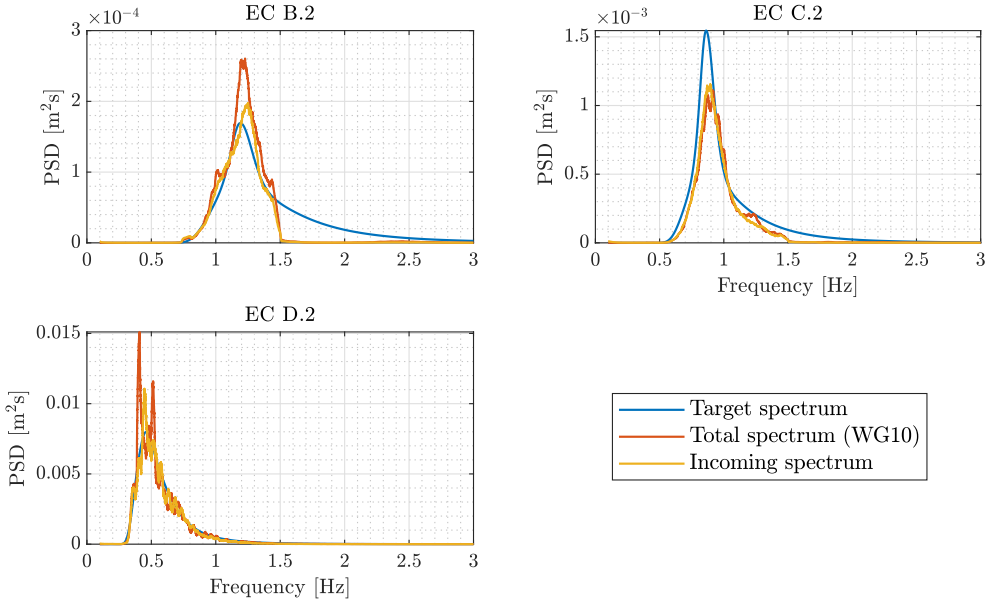 EC B.2
×10⁻⁴
3
2
1
0
PSD [m²s]
0 0.5 1 1.5 2 2.5 3
EC C.2
×10⁻³
1.5
1
0.5
0
PSD [m²s]
0 0.5 1 1.5 2 2.5 3
Frequency [Hz]
EC D.2
0.015
0.01
0.005
0
PSD [m²s]
0 0.5 1 1.5 2 2.5 3
Frequency [Hz]
Target spectrum
Total spectrum (WG10)
Incoming spectrum